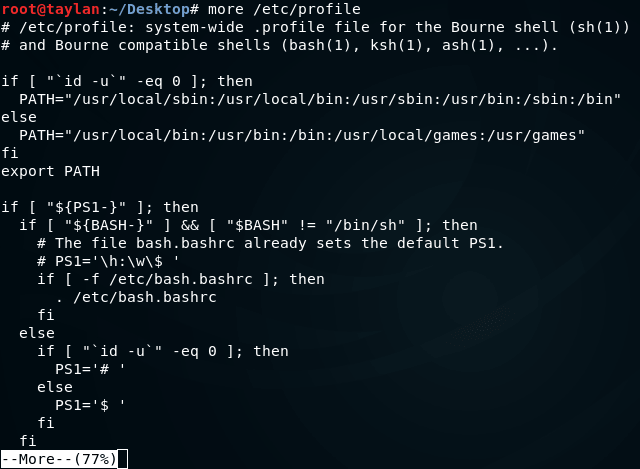 root@taylan:~/Desktop# more /etc/profile
# /etc/profile: system-wide .profile file for the Bourne shell (sh(1))
# and Bourne compatible shells (bash(1), ksh(1), ash(1), ...).

if [ "`id -u`" -eq 0 ]; then
  PATH="/usr/local/sbin:/usr/local/bin:/usr/sbin:/usr/bin:/sbin:/bin"
else
  PATH="/usr/local/bin:/usr/bin:/bin:/usr/local/games:/usr/games"
fi
export PATH

if [ "${PS1-}" ]; then
  if [ "${BASH-}" ] && [ "$BASH" != "/bin/sh" ]; then
    # The file bash.bashrc already sets the default PS1.
    # PS1='\h:\w\$ '
    if [ -f /etc/bash.bashrc ]; then
      . /etc/bash.bashrc
    fi
  else
    if [ "`id -u`" -eq 0 ]; then
      PS1='# '
    else
      PS1='$ '
    fi
  fi
--More--(77%)